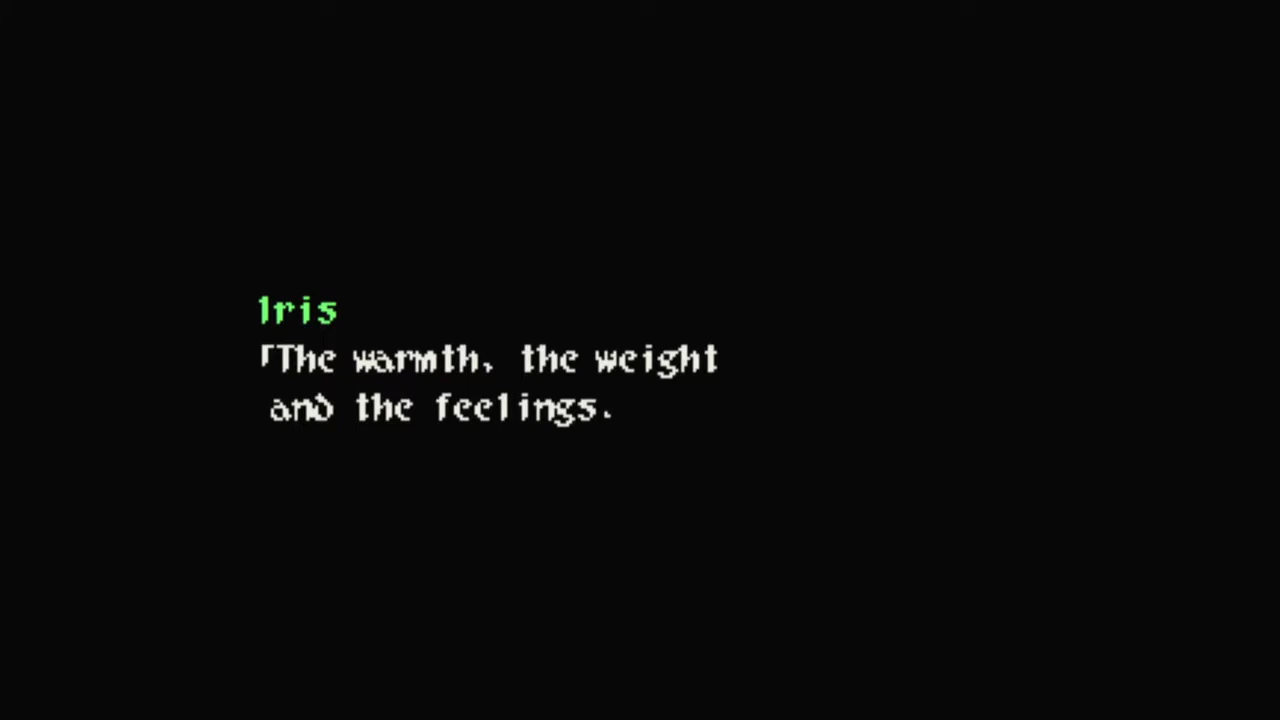 Iris
「The warmth, the weight
and the feelings.